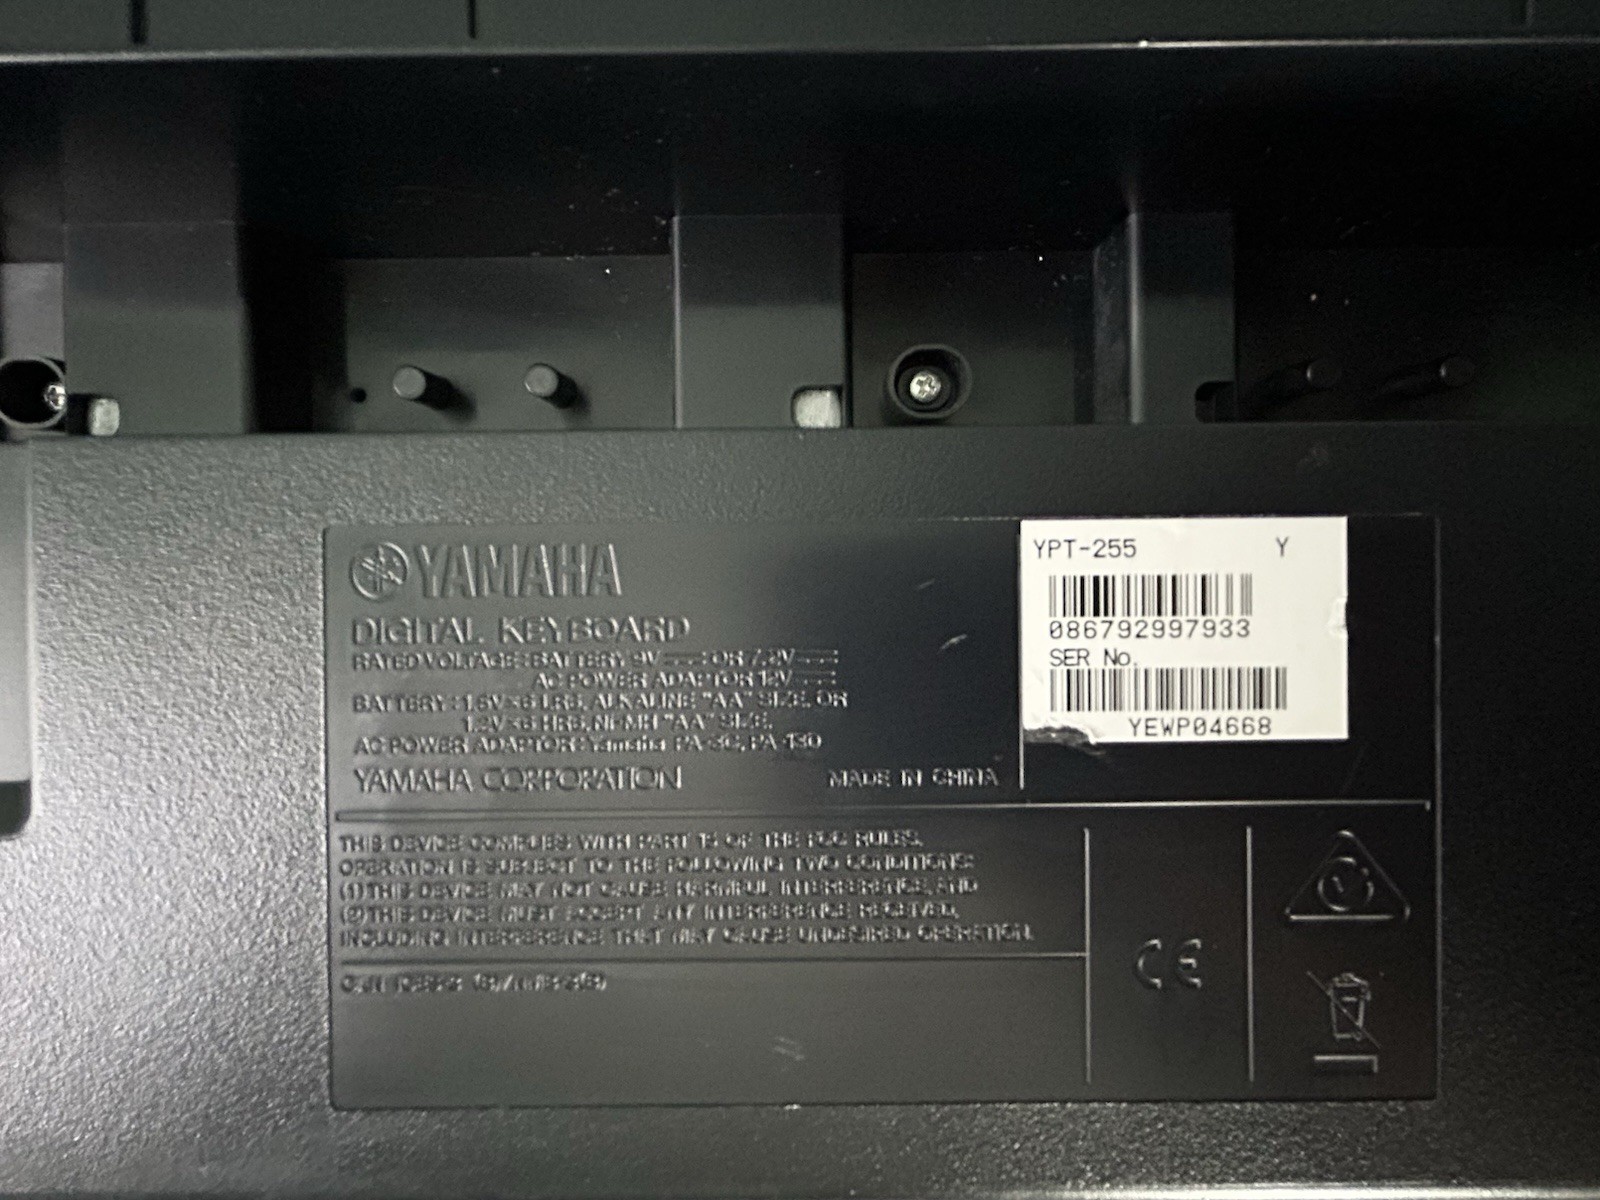 YAMAHA
DIGITAL KEYBOARD
RATED VOLTAGE : BATTERY 9V OR 7.2V
AC POWER ADAPTOR 12V
BATTERY : 1.5V×6 LR6, ALKALINE "AA" SIZE, OR
1.2V×6 HR6, Ni-MH "AA" SIZE.
AC POWER ADAPTOR : Yamaha PA-3C, PA-130
YAMAHA CORPORATION MADE IN CHINA
YPT-255 Y
086792997933
SER No.
YEWP04668
THIS DEVICE COMPLIES WITH PART 15 OF THE FCC RULES.
OPERATION IS SUBJECT TO THE FOLLOWING TWO CONDITIONS:
(1) THIS DEVICE MAY NOT CAUSE HARMFUL INTERFERENCE, AND
(2) THIS DEVICE MUST ACCEPT ANY INTERFERENCE RECEIVED,
INCLUDING INTERFERENCE THAT MAY CAUSE UNDESIRED OPERATION.
CE